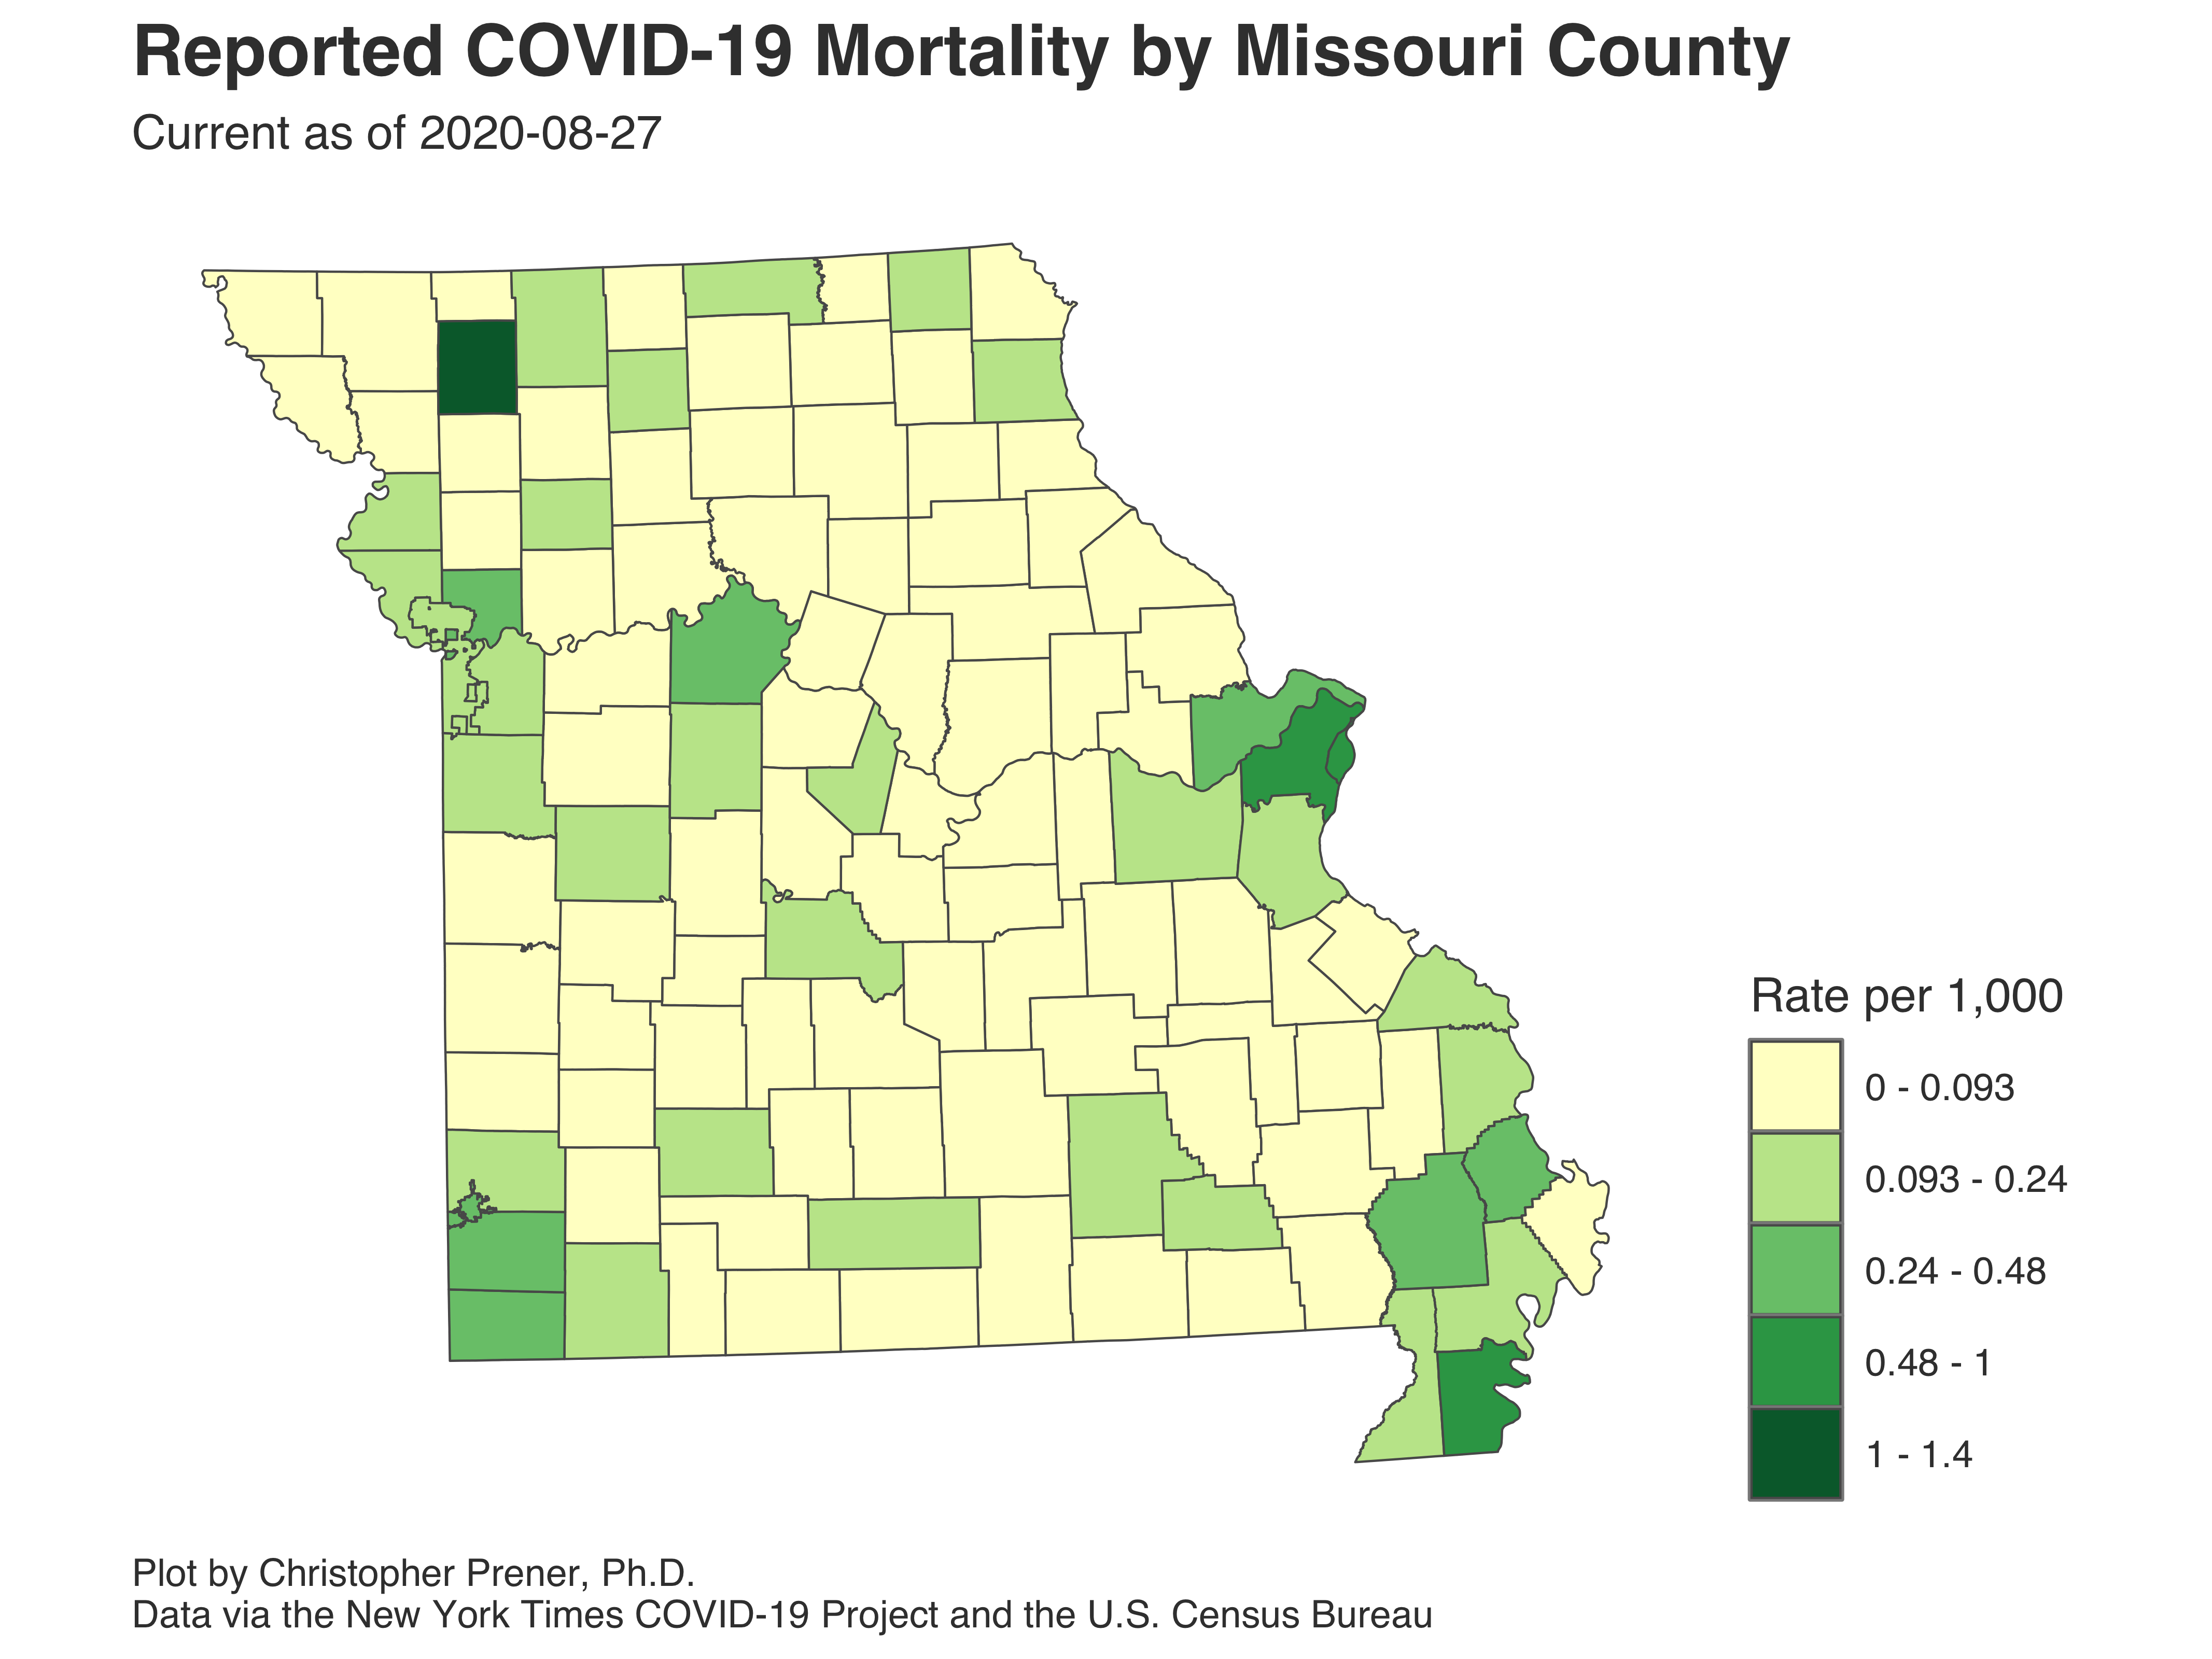 Reported COVID-19 Mortality by Missouri County
Current as of 2020-08-27
Rate per 1,000
0 - 0.093
0.093 - 0.24
0.24 - 0.48
0.48 - 1
1 - 1.4
Plot by Christopher Prener, Ph.D.
Data via the New York Times COVID-19 Project and the U.S. Census Bureau